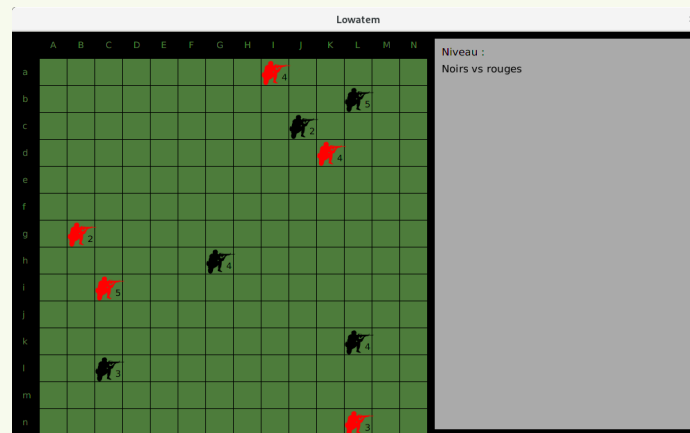 Lowatem
A B C D E F G H I J K L M N
Niveau :
Noirs vs rouges
a 4
b 5
c 2
d 4
e
f
g 2
h 4
i 5
j
k 4
l 3
m
n 3